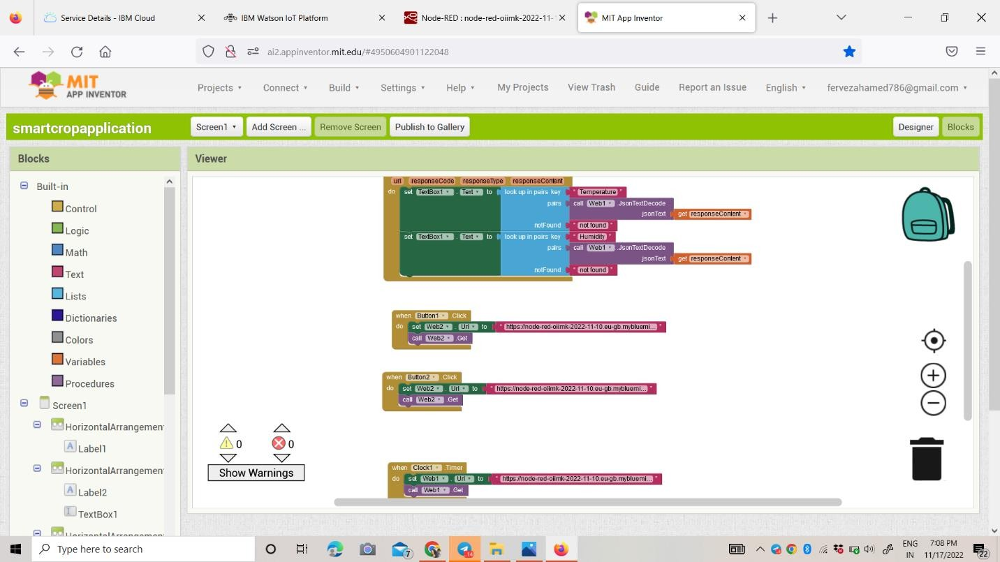 Service Details - IBM Cloud
IBM Watson IoT Platform
Node-RED : node-red-oiimk-2022-11-
MIT App Inventor
ai2.appinventor.mit.edu/#4950604901122048
MIT
APP INVENTOR
Projects
Connect
Build
Settings
Help
My Projects
View Trash
Guide
Report an Issue
English
fervezahamed786@gmail.com
smartcropapplication
Screen1
Add Screen ...
Remove Screen
Publish to Gallery
Designer
Blocks
Blocks
Built-in
Control
Logic
Math
Text
Lists
Dictionaries
Colors
Variables
Procedures
Screen1
HorizontalArrangemen
Label1
HorizontalArrangemen
Label2
TextBox1
HorizontalArrangemen
Viewer
url responseCode responseType responseContent
do set TextBox1 . Text to look up in pairs key " Temperature "
pairs call Web1 .JsonTextDecode
jsonText get responseContent
notFound " not found "
set TextBox1 . Text to look up in pairs key " Humidity "
pairs call Web1 .JsonTextDecode
jsonText get responseContent
notFound " not found "
when Button1 .Click
do set Web2 . Url to " https://node-red-oiimk-2022-11-10.eu-gb.mybluemi... "
call Web2 .Get
when Button2 .Click
do set Web2 . Url to " https://node-red-oiimk-2022-11-10.eu-gb.mybluemi... "
call Web2 .Get
when Clock1 .Timer
do set Web1 . Url to " https://node-red-oiimk-2022-11-10.eu-gb.mybluemi... "
call Web1 .Get
0 0
Show Warnings
Type here to search
7
14
ENG
IN
7:08 PM
11/17/2022
22